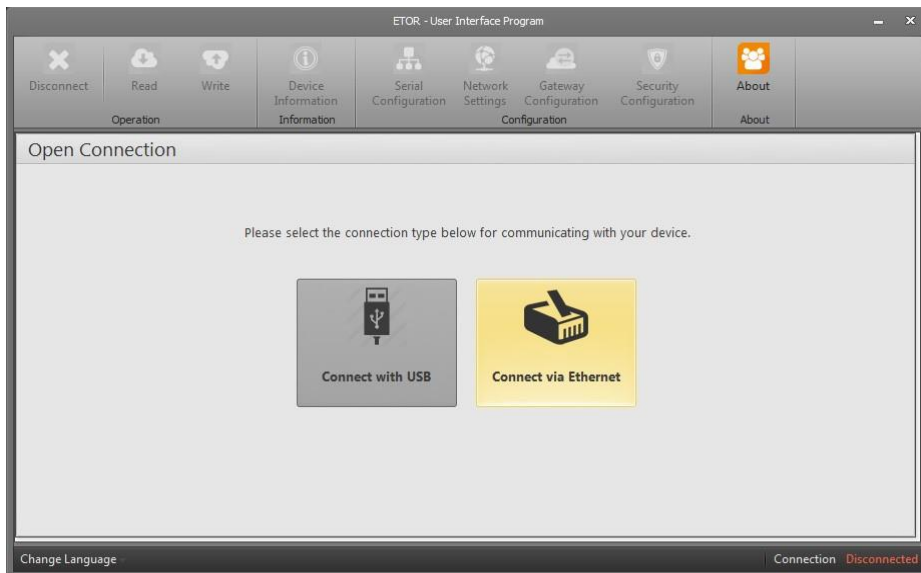 ETOR - User Interface Program
Disconnect
Read
Write
Device
Information
Serial
Configuration
Network
Settings
Gateway
Configuration
Security
Configuration
About
Operation
Information
Configuration
About
Open Connection
Please select the connection type below for communicating with your device.
Connect with USB
Connect via Ethernet
Change Language
Connection Disconnected